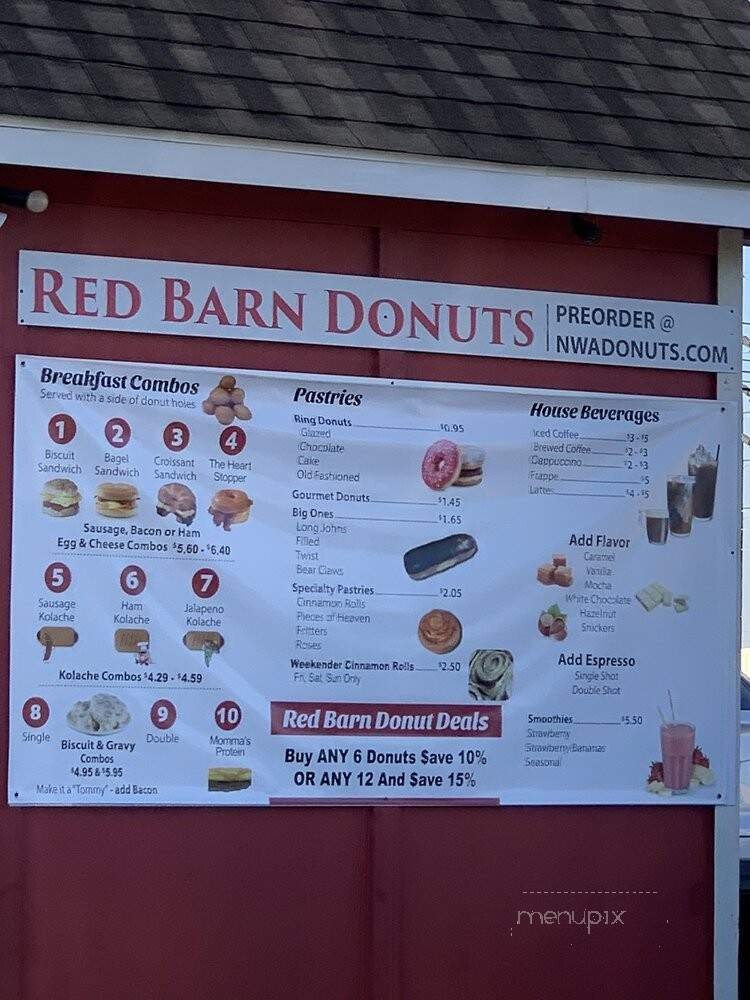 RED BARN DONUTS
PREORDER @
NWADONUTS.COM
Breakfast Combos
Served with a side of donut holes
1 2 3 4
Biscuit Sandwich
Bagel Sandwich
Croissant Sandwich
The Heart Stopper
Sausage, Bacon or Ham
Egg & Cheese Combos $5.60 - $6.40
5 6 7
Sausage Kolache
Ham Kolache
Jalapeno Kolache
Kolache Combos $4.29 - $4.59
8 9 10
Single
Biscuit & Gravy
Combos
$4.95 & $5.95
Double
Momma's Protein
Make it a "Tommy" - add Bacon
Pastries
Ring Donuts $0.95
Glazed
Chocolate
Cake
Old Fashioned
Gourmet Donuts $1.45
Big Ones $1.65
Long Johns
Filled
Twist
Bear Claws
Specialty Pastries $2.05
Cinnamon Rolls
Pieces of Heaven
Fritters
Roses
Weekender Cinnamon Rolls $2.50
Fri, Sat, Sun Only
Red Barn Donut Deals
Buy ANY 6 Donuts $ave 10%
OR ANY 12 And $ave 15%
House Beverages
Iced Coffee $3 - $5
Brewed Coffee $2 - $3
Cappuccino $2 - $3
Frappe $5
Lattes $4 - $5
Add Flavor
Caramel
Vanilla
Mocha
White Chocolate
Hazelnut
Snickers
Add Espresso
Single Shot
Double Shot
Smoothies $5.50
Strawberry
Strawberry/Bananas
Seasonal
menupix